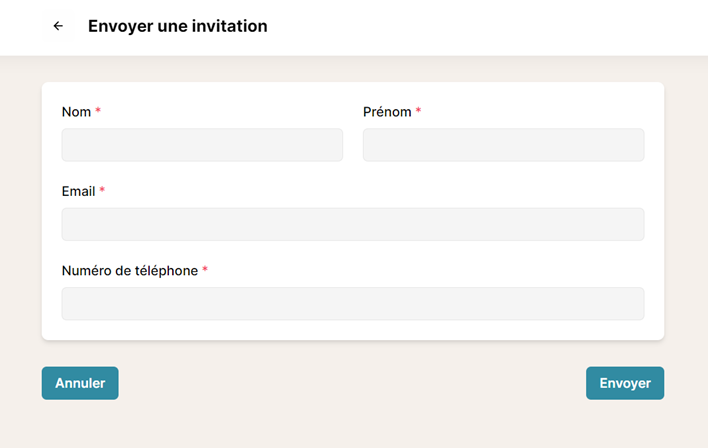 Envoyer une invitation
Nom * Prénom *
Email *
Numéro de téléphone *
Annuler Envoyer